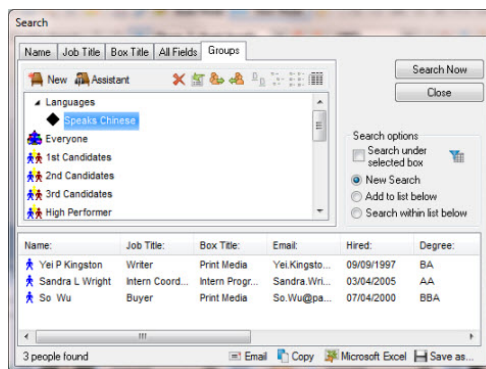 Search
Name Job Title Box Title All Fields Groups
New Assistant
Search Now
Close
Languages
Speaks Chinese
Everyone
1st Candidates
2nd Candidates
3rd Candidates
High Performer
Search options
Search under
selected box
New Search
Add to list below
Search within list below
Name: Job Title: Box Title: Email: Hired: Degree:
Yei P Kingston Writer Print Media Yei.Kingsto... 09/09/1997 BA
Sandra L Wright Intern Coord... Intern Progr... Sandra.Wri... 03/04/2005 AA
So Wu Buyer Print Media So.Wu@pa... 07/04/2000 BBA
3 people found Email Copy Microsoft Excel Save as...